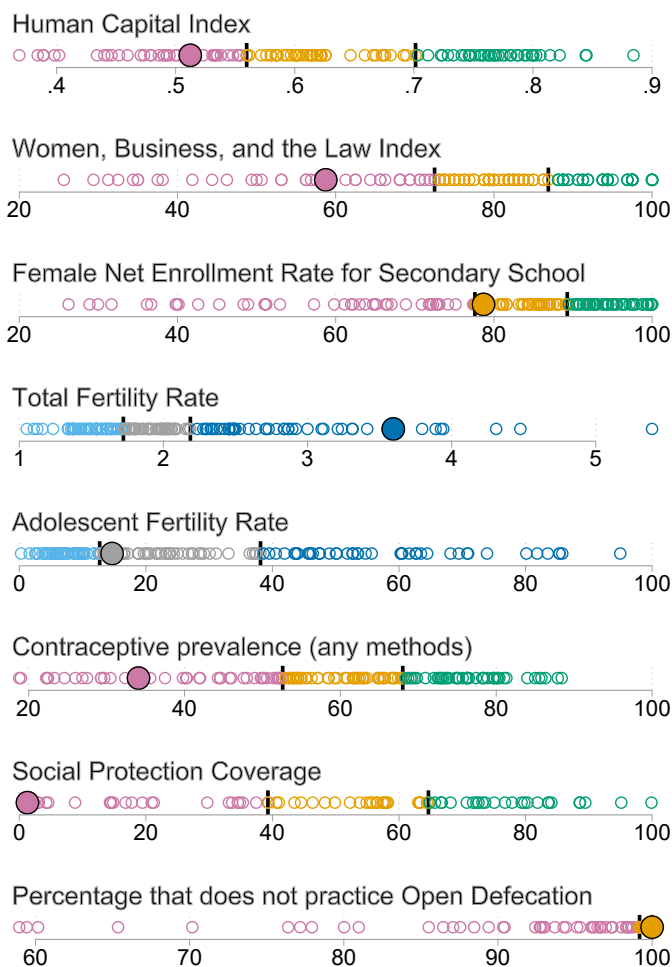 Human Capital Index
.4 .5 .6 .7 .8 .9
Women, Business, and the Law Index
20 40 60 80 100
Female Net Enrollment Rate for Secondary School
20 40 60 80 100
Total Fertility Rate
1 2 3 4 5
Adolescent Fertility Rate
0 20 40 60 80 100
Contraceptive prevalence (any methods)
20 40 60 80 100
Social Protection Coverage
0 20 40 60 80 100
Percentage that does not practice Open Defecation
60 70 80 90 100